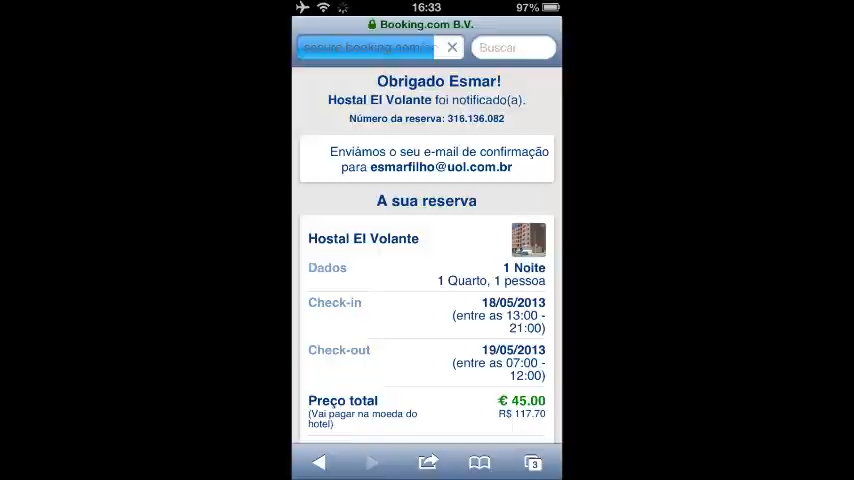 16:33
97%
Booking.com B.V.
secure.booking.com
Buscar
Obrigado Esmar!
Hostal El Volante foi notificado(a).
Número da reserva: 316.136.082
Enviámos o seu e-mail de confirmação
para esmarfilho@uol.com.br
A sua reserva
Hostal El Volante
Dados
1 Noite
1 Quarto, 1 pessoa
Check-in
18/05/2013
(entre as 13:00 -
21:00)
Check-out
19/05/2013
(entre as 07:00 -
12:00)
Preço total
€ 45.00
(Vai pagar na moeda do
hotel)
R$ 117.70
3